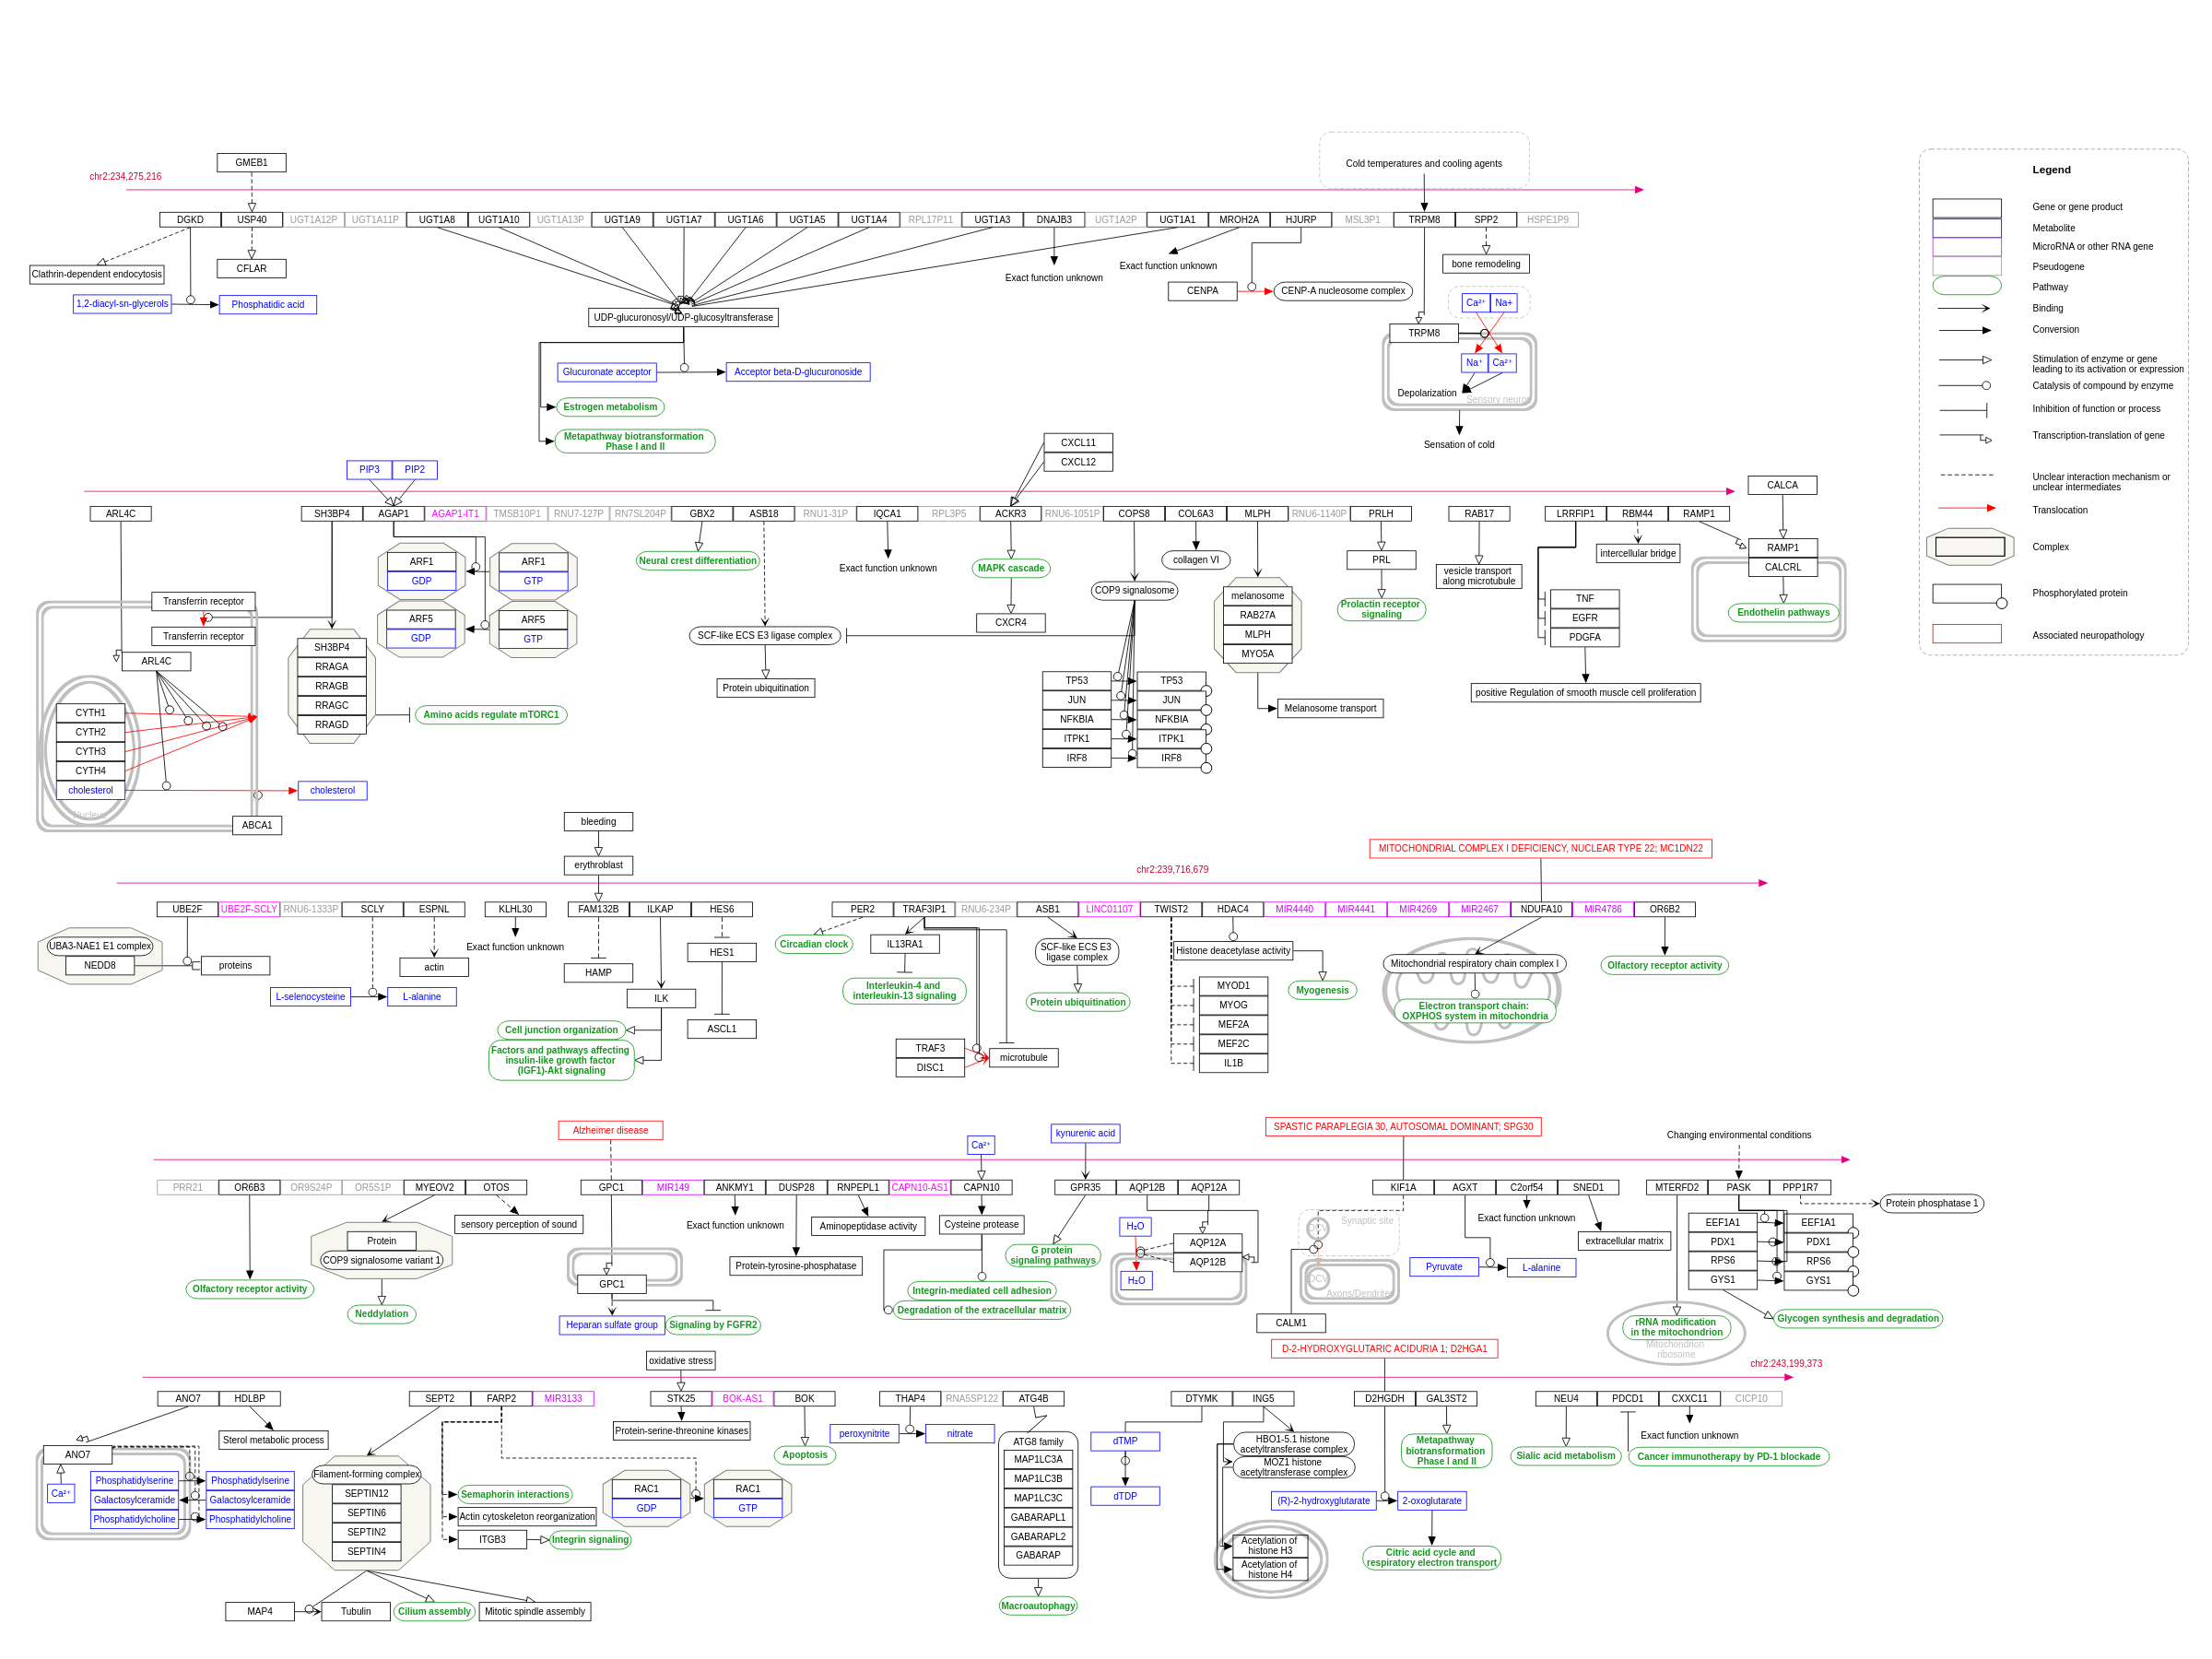 Cold temperatures and cooling agents
GMEB1
chr2:234,275,216
DGKD USP40 UGT1A12P UGT1A11P UGT1A8 UGT1A10 UGT1A13P UGT1A9 UGT1A7 UGT1A6 UGT1A5 UGT1A4 RPL17P11 UGT1A3 DNAJB3 UGT1A2P UGT1A1 MROH2A HJURP MSL3P1 TRPM8 SPP2 HSPE1P9
Clathrin-dependent endocytosis
CFLAR
Exact function unknown
Exact function unknown
bone remodeling
1,2-diacyl-sn-glycerols
Phosphatidic acid
CENPA
CENP-A nucleosome complex
Ca²⁺ Na+
UDP-glucuronosyl/UDP-glucosyltransferase
TRPM8
Glucuronate acceptor
Acceptor beta-D-glucuronoside
Na⁺ Ca²⁺
Depolarization
Sensory neuron
Estrogen metabolism
Metapathway biotransformation
Phase I and II
Sensation of cold
Legend
Gene or gene product
Metabolite
MicroRNA or other RNA gene
Pseudogene
Pathway
Binding
Conversion
Stimulation of enzyme or gene
leading to its activation or expression
Catalysis of compound by enzyme
Inhibition of function or process
Transcription-translation of gene
Unclear interaction mechanism or
unclear intermediates
Translocation
Complex
Phosphorylated protein
Associated neuropathology
CXCL11
CXCL12
PIP3 PIP2
CALCA
ARL4C SH3BP4 AGAP1 AGAP1-IT1 TMSB10P1 RNU7-127P RN7SL204P GBX2 ASB18 RNU1-31P IQCA1 RPL3P5 ACKR3 RNU6-1051P COPS8 COL6A3 MLPH RNU6-1140P PRLH RAB17 LRRFIP1 RBM44 RAMP1
ARF1
GDP
ARF1
GTP
Neural crest differentiation
Exact function unknown
MAPK cascade
collagen VI
PRL
vesicle transport
along microtubule
intercellular bridge
RAMP1
CALCRL
Endothelin pathways
Transferrin receptor
Transferrin receptor
ARF5
GDP
ARF5
GTP
SCF-like ECS E3 ligase complex
CXCR4
COP9 signalosome
melanosome
RAB27A
MLPH
MYO5A
Prolactin receptor
signaling
TNF
EGFR
PDGFA
ARL4C
SH3BP4
RRAGA
RRAGB
RRAGC
RRAGD
Protein ubiquitination
TP53
JUN
NFKBIA
ITPK1
IRF8
TP53
JUN
NFKBIA
ITPK1
IRF8
Melanosome transport
positive Regulation of smooth muscle cell proliferation
Amino acids regulate mTORC1
CYTH1
CYTH2
CYTH3
CYTH4
cholesterol
cholesterol
Nucleus
ABCA1
bleeding
erythroblast
MITOCHONDRIAL COMPLEX I DEFICIENCY, NUCLEAR TYPE 22; MC1DN22
chr2:239,716,679
UBE2F UBE2F-SCLY RNU6-1333P SCLY ESPNL KLHL30 FAM132B ILKAP HES6 PER2 TRAF3IP1 RNU6-234P ASB1 LINC01107 TWIST2 HDAC4 MIR4440 MIR4441 MIR4269 MIR2467 NDUFA10 MIR4786 OR6B2
UBA3-NAE1 E1 complex
NEDD8
proteins
actin
Exact function unknown
HAMP
HES1
Circadian clock
IL13RA1
SCF-like ECS E3
ligase complex
Histone deacetylase activity
Mitochondrial respiratory chain complex I
Olfactory receptor activity
L-selenocysteine
L-alanine
ILK
Interleukin-4 and
interleukin-13 signaling
Protein ubiquitination
MYOD1
MYOG
MEF2A
MEF2C
IL1B
Myogenesis
Electron transport chain:
OXPHOS system in mitochondria
Cell junction organization
ASCL1
Factors and pathways affecting
insulin-like growth factor
(IGF1)-Akt signaling
TRAF3
DISC1
microtubule
Alzheimer disease
Ca²⁺
kynurenic acid
SPASTIC PARAPLEGIA 30, AUTOSOMAL DOMINANT; SPG30
Changing environmental conditions
PRR21 OR6B3 OR9S24P OR5S1P MYEOV2 OTOS GPC1 MIR149 ANKMY1 DUSP28 RNPEPL1 CAPN10-AS1 CAPN10 GPR35 AQP12B AQP12A KIF1A AGXT C2orf54 SNED1 MTERFD2 PASK PPP1R7
Protein phosphatase 1
sensory perception of sound
Exact function unknown
Aminopeptidase activity
Cysteine protease
H₂O
Synaptic site
DCV
Exact function unknown
extracellular matrix
EEF1A1
PDX1
RPS6
GYS1
EEF1A1
PDX1
RPS6
GYS1
Protein
COP9 signalosome variant 1
Olfactory receptor activity
Neddylation
GPC1
Protein-tyrosine-phosphatase
G protein
signaling pathways
AQP12A
AQP12B
H₂O
DCV
Axons/Dendrites
Pyruvate
L-alanine
Integrin-mediated cell adhesion
Degradation of the extracellular matrix
Heparan sulfate group
Signaling by FGFR2
CALM1
rRNA modification
in the mitochondrion
Mitochondrion
ribosome
Glycogen synthesis and degradation
oxidative stress
D-2-HYDROXYGLUTARIC ACIDURIA 1; D2HGA1
chr2:243,199,373
ANO7 HDLBP SEPT2 FARP2 MIR3133 STK25 BOK-AS1 BOK THAP4 RNA5SP122 ATG4B DTYMK ING5 D2HGDH GAL3ST2 NEU4 PDCD1 CXXC11 CICP10
Sterol metabolic process
Protein-serine-threonine kinases
peroxynitrite
nitrate
dTMP
HBO1-5.1 histone
acetyltransferase complex
MOZ1 histone
acetyltransferase complex
Metapathway
biotransformation
Phase I and II
Exact function unknown
Sialic acid metabolism
Cancer immunotherapy by PD-1 blockade
ANO7
Ca²⁺
Phosphatidylserine
Galactosylceramide
Phosphatidylcholine
Phosphatidylserine
Galactosylceramide
Phosphatidylcholine
Filament-forming complex
SEPTIN12
SEPTIN6
SEPTIN2
SEPTIN4
Apoptosis
Semaphorin interactions
Actin cytoskeleton reorganization
ITGB3
Integrin signaling
RAC1
GDP
RAC1
GTP
ATG8 family
MAP1LC3A
MAP1LC3B
MAP1LC3C
GABARAPL1
GABARAPL2
GABARAP
dTDP
(R)-2-hydroxyglutarate
2-oxoglutarate
Acetylation of
histone H3
Acetylation of
histone H4
Citric acid cycle and
respiratory electron transport
MAP4
Tubulin
Cilium assembly
Mitotic spindle assembly
Macroautophagy